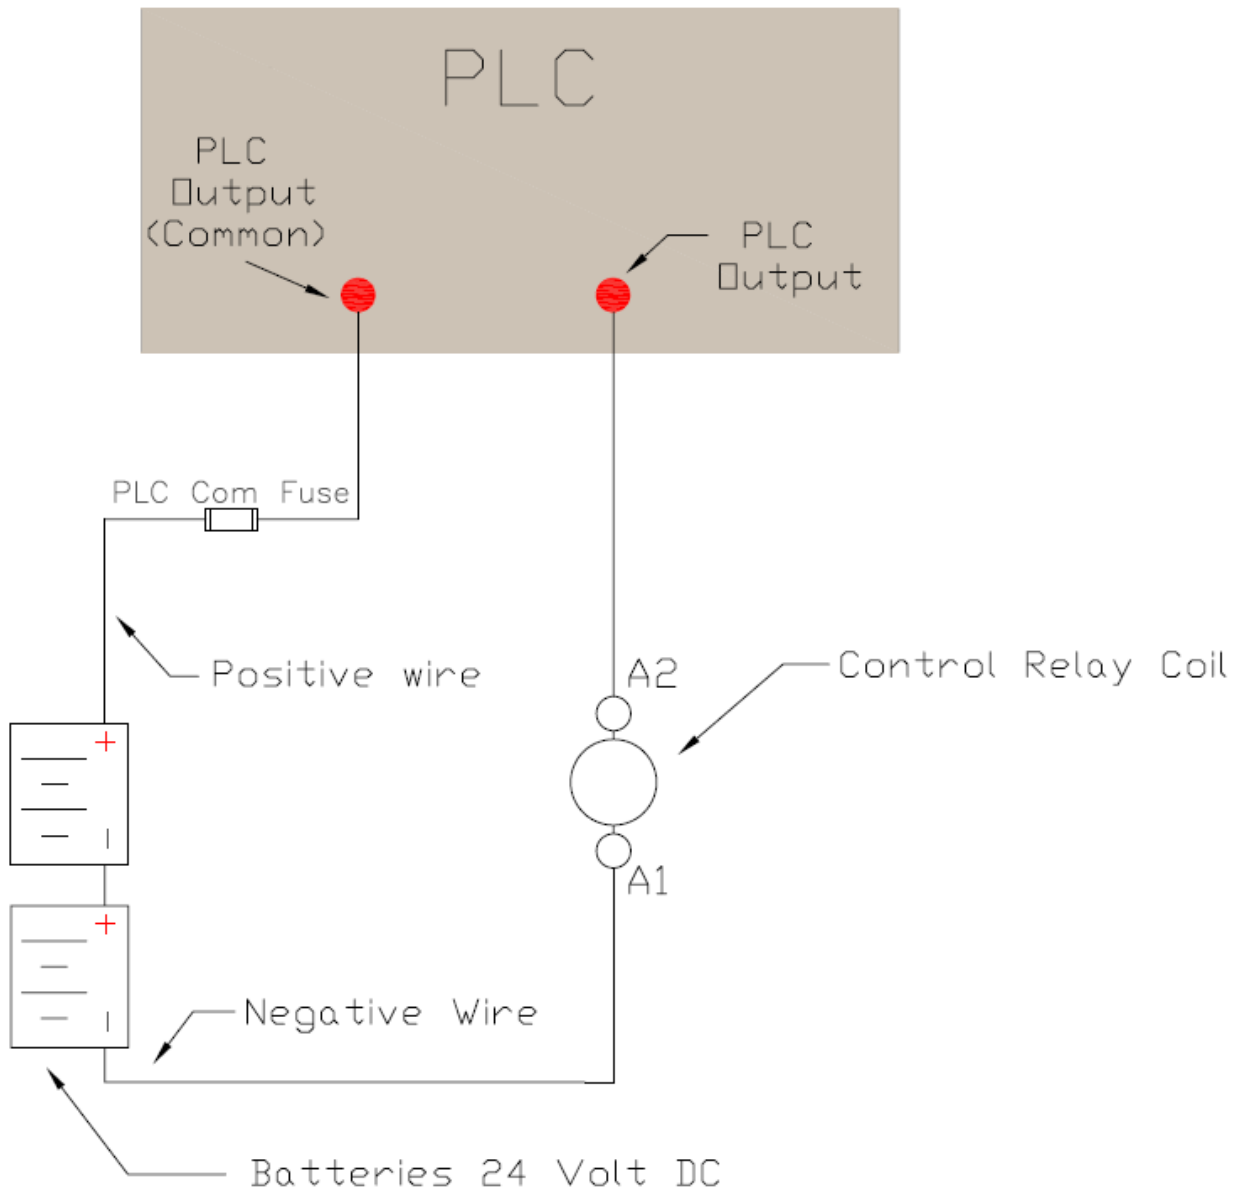 PLC
PLC
Output
(Common)
PLC
Output
PLC Com Fuse
Positive wire
A2
Control Relay Coil
+
-
A1
+
-
Negative Wire
Batteries 24 Volt DC